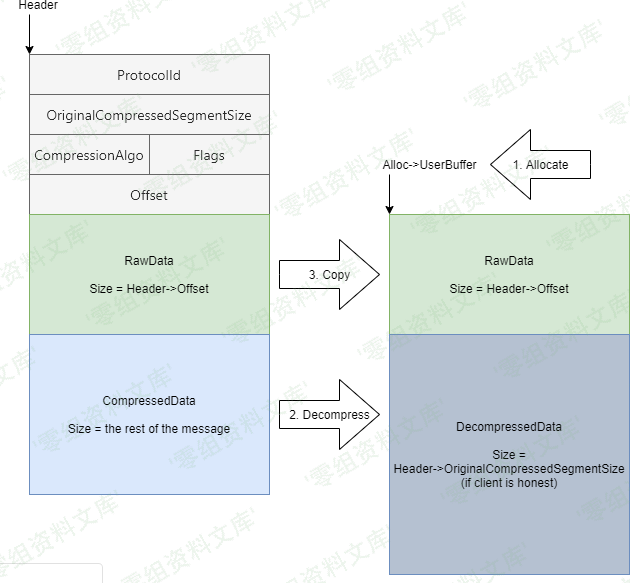 Header
ProtocolId
OriginalCompressedSegmentSize
CompressionAlgo
Flags
Offset
Alloc->UserBuffer
1. Allocate
RawData
Size = Header->Offset
3. Copy
RawData
Size = Header->Offset
CompressedData
Size = the rest of the message
2. Decompress
DecompressedData
Size =
Header->OriginalCompressedSegmentSize
(if client is honest)
'零组资料文库'